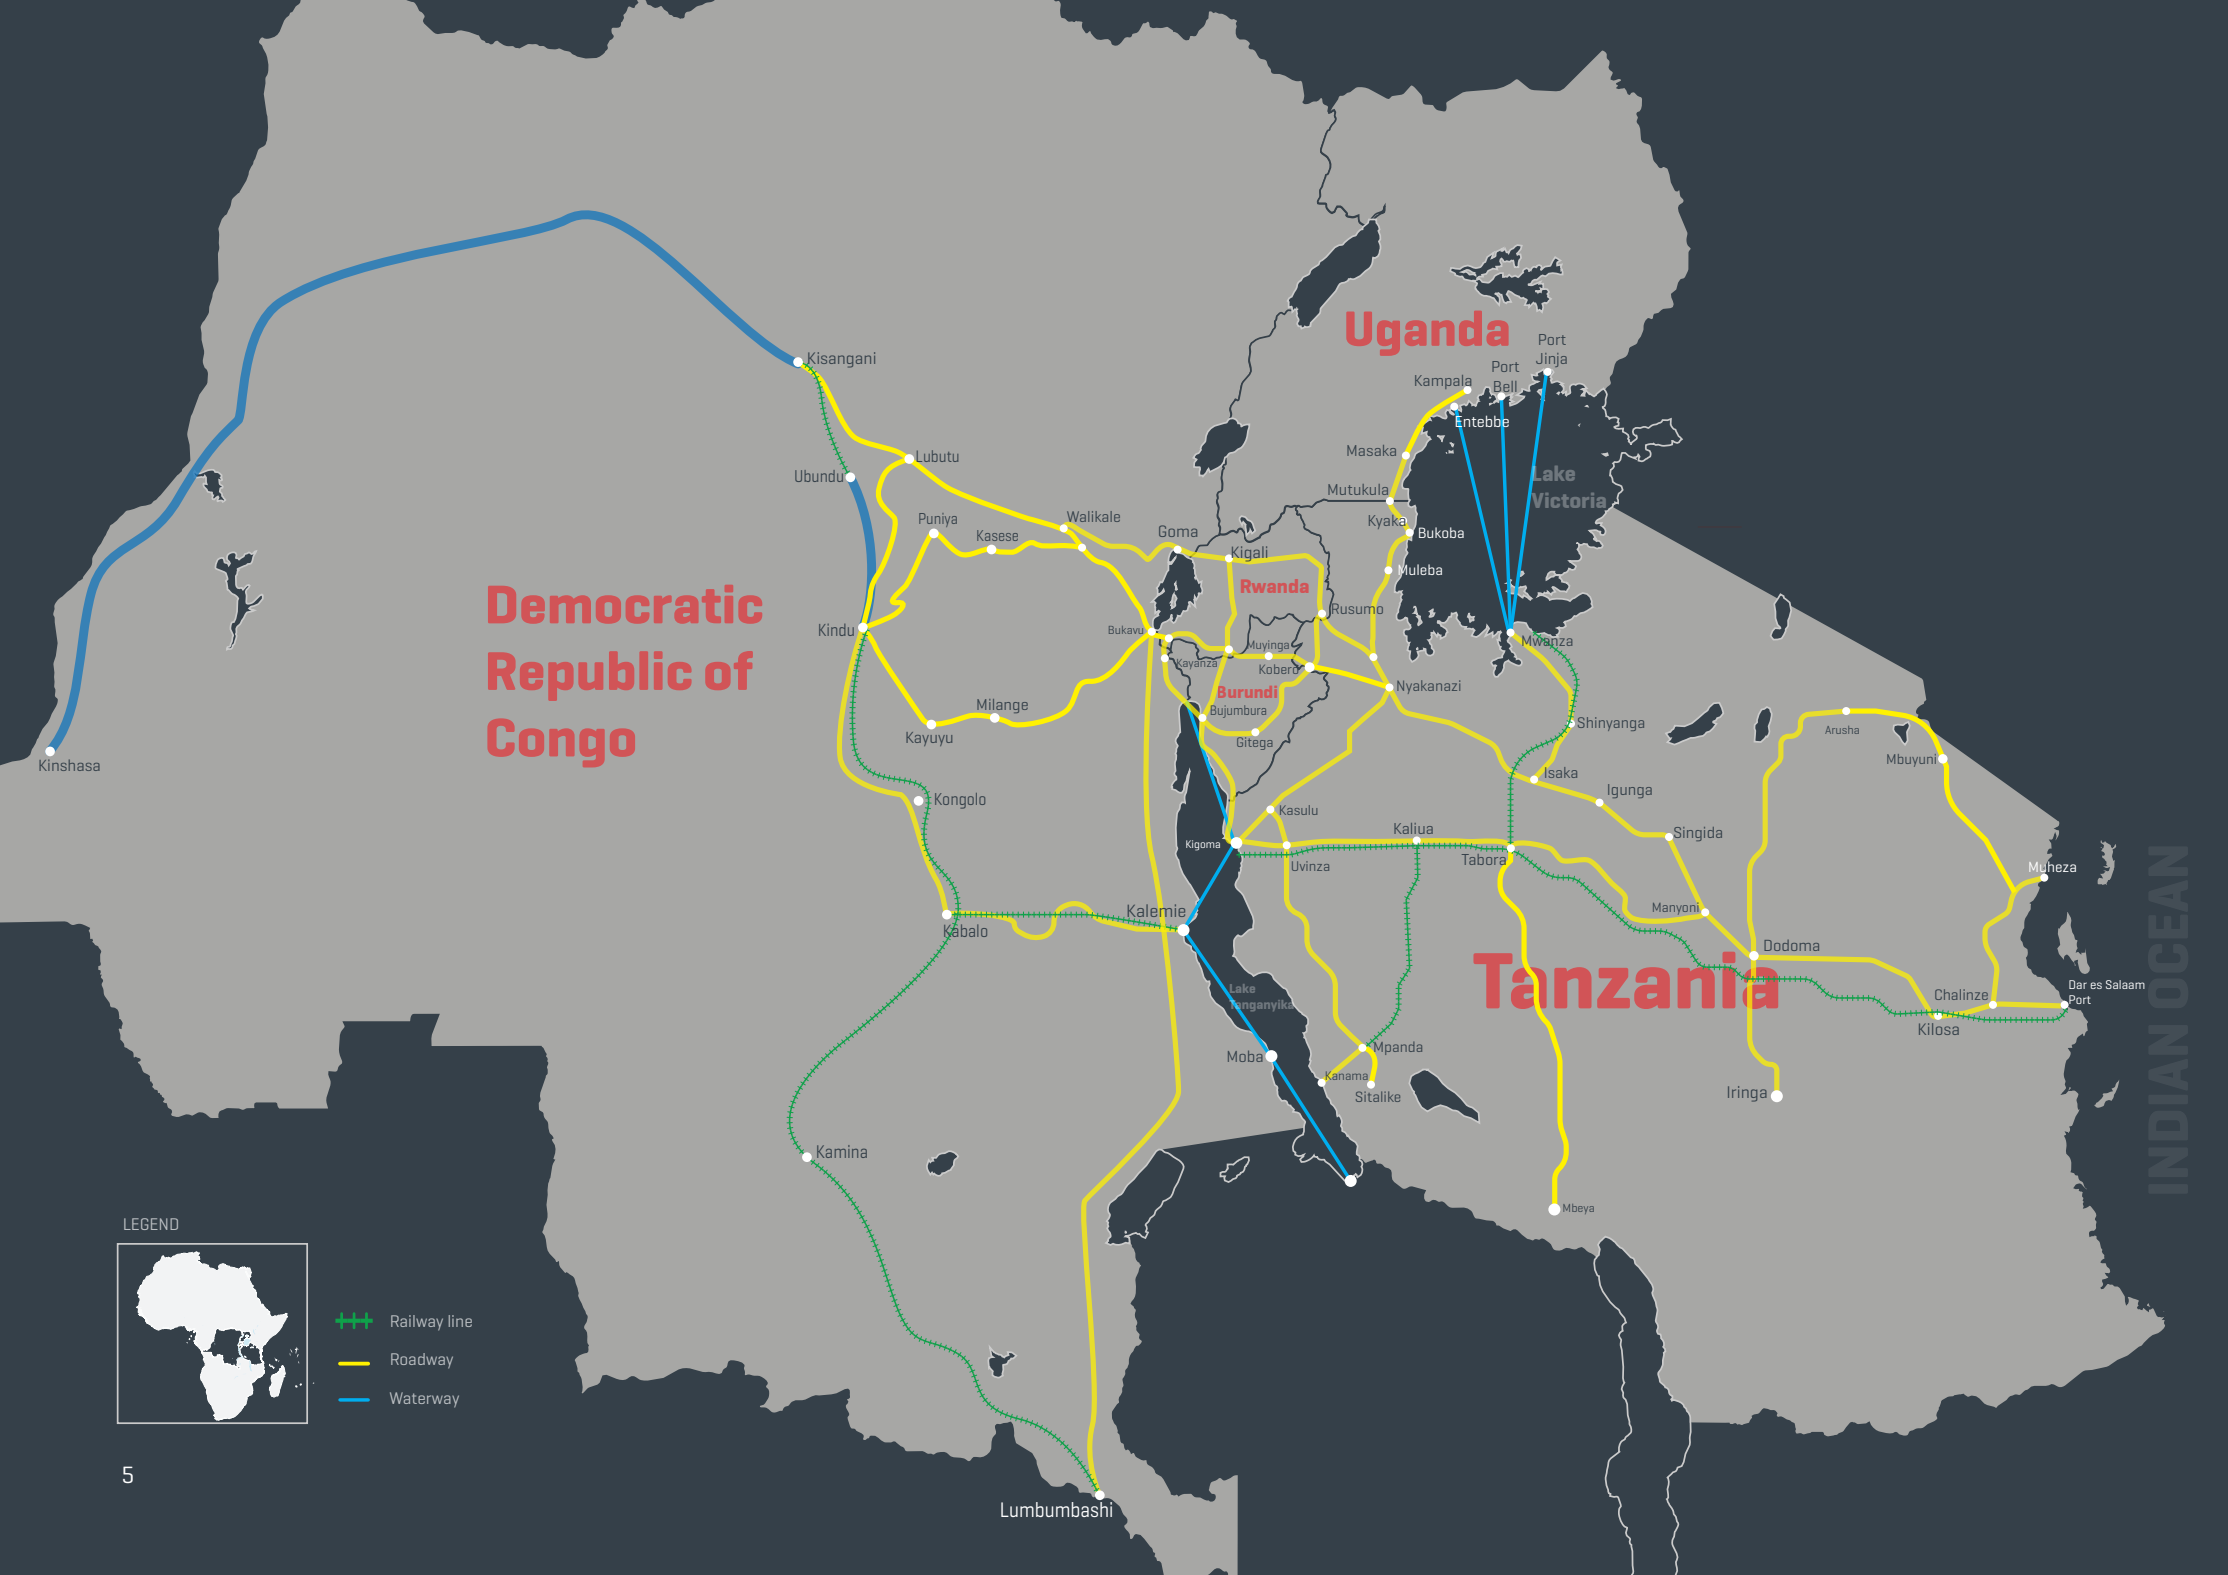 Uganda
Port
Jinja
Port
Bell
Kampala
Entebbe
Kisangani
Masaka
Lubutu
Ubundu
Lake
Victoria
Mutukula
Puniya
Walikale
Kyaka
Bukoba
Kasese
Goma
Kigali
Muleba
Rwanda
Democratic
Republic of
Congo
Rusumo
Kindu
Bukavu
Muyinga
Mwanza
Kayanza
Kobero
Nyakanazi
Burundi
Milange
Bujumbura
Kayuyu
Gitega
Shinyanga
Arusha
Mbuyuni
Kinshasa
Isaka
Igunga
Kongolo
Kasulu
Kaliua
Singida
Kigoma
Tabora
Uvinza
Muheza
Kalemie
Manyoni
Kabalo
Dodoma
Tanzania
Lake
Tanganyika
Dar es Salaam
Port
Chalinze
Kilosa
INDIAN OCEAN
Moba
Mpanda
Kanama
Sitalike
Iringa
Kamina
Mbeya
LEGEND
Railway line
Roadway
Waterway
5
Lumbumbashi